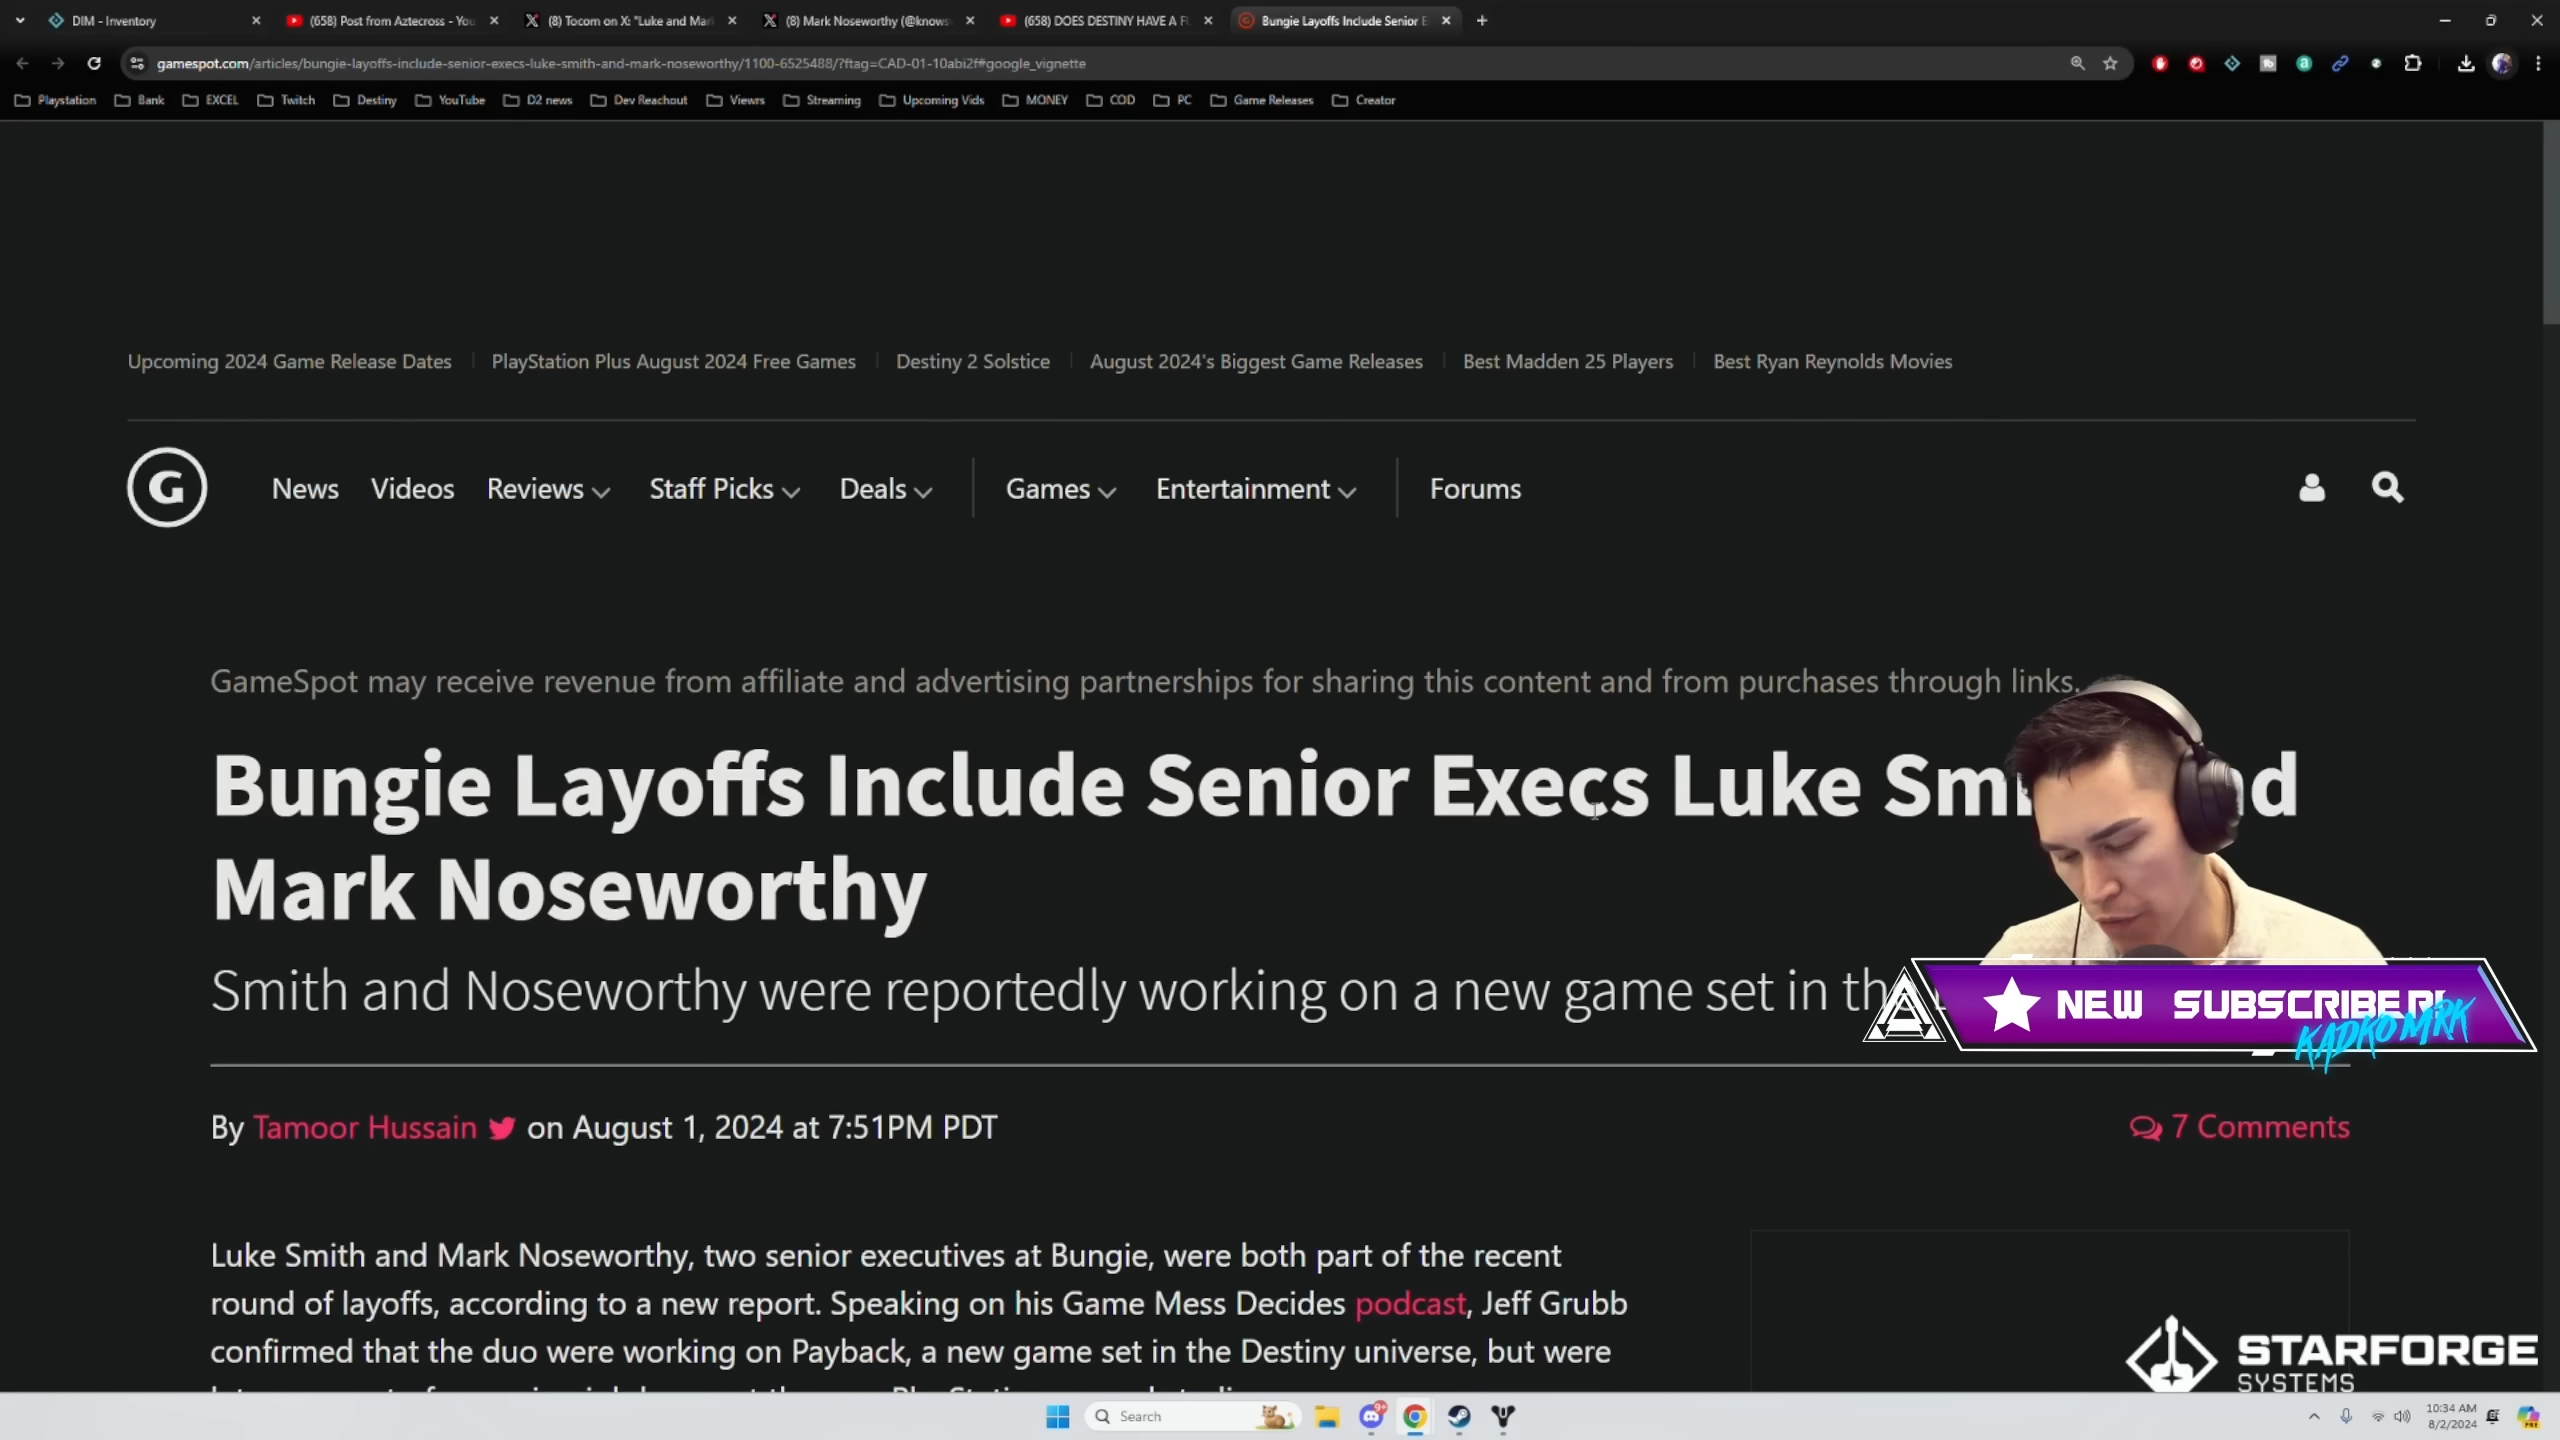 DIM - Inventory
(658) Post from Aztecross - You
(8) Tocom on X: "Luke and Mar
(8) Mark Noseworthy (@knows
(658) DOES DESTINY HAVE A F
Bungie Layoffs Include Senior E
gamespot.com/articles/bungie-layoffs-include-senior-execs-luke-smith-and-mark-noseworthy/1100-6525488/?ftag=CAD-01-10abi2f#google_vignette
Playstation Bank EXCEL Twitch Destiny YouTube D2 news Dev Reachout Viewrs Streaming Upcoming Vids MONEY COD PC Game Releases Creator
Upcoming 2024 Game Release Dates PlayStation Plus August 2024 Free Games Destiny 2 Solstice August 2024's Biggest Game Releases Best Madden 25 Players Best Ryan Reynolds Movies
G News Videos Reviews Staff Picks Deals Games Entertainment Forums
GameSpot may receive revenue from affiliate and advertising partnerships for sharing this content and from purchases through links.
Bungie Layoffs Include Senior Execs Luke
Mark Noseworthy
Smith and Noseworthy were reportedly working on a new game set in
NEW SUBSCRIBER!
KADKO MRK
By Tamoor Hussain on August 1, 2024 at 7:51PM PDT
7 Comments
Luke Smith and Mark Noseworthy, two senior executives at Bungie, were both part of the recent
round of layoffs, according to a new report. Speaking on his Game Mess Decides podcast, Jeff Grubb
confirmed that the duo were working on Payback, a new game set in the Destiny universe, but were
STARFORGE
SYSTEMS
Search
10:34 AM
8/2/2024